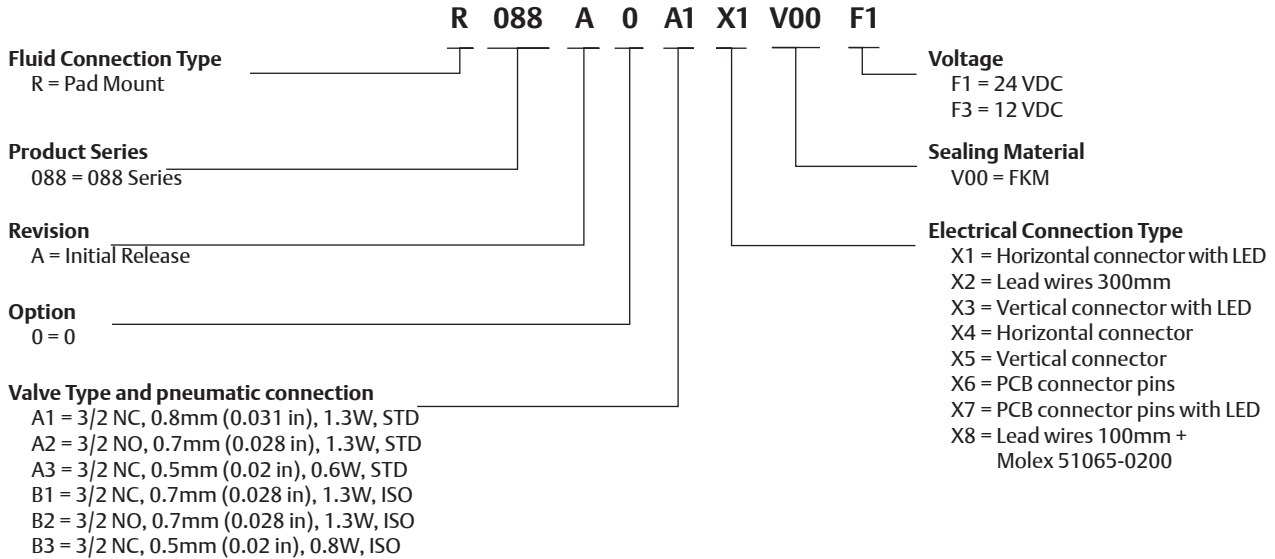 R 088 A 0 A1 X1 V00 F1
Fluid Connection Type
R = Pad Mount
Product Series
088 = 088 Series
Revision
A = Initial Release
Option
0 = 0
Valve Type and pneumatic connection
A1 = 3/2 NC, 0.8mm (0.031 in), 1.3W, STD
A2 = 3/2 NO, 0.7mm (0.028 in), 1.3W, STD
A3 = 3/2 NC, 0.5mm (0.02 in), 0.6W, STD
B1 = 3/2 NC, 0.7mm (0.028 in), 1.3W, ISO
B2 = 3/2 NO, 0.7mm (0.028 in), 1.3W, ISO
B3 = 3/2 NC, 0.5mm (0.02 in), 0.8W, ISO
Voltage
F1 = 24 VDC
F3 = 12 VDC
Sealing Material
V00 = FKM
Electrical Connection Type
X1 = Horizontal connector with LED
X2 = Lead wires 300mm
X3 = Vertical connector with LED
X4 = Horizontal connector
X5 = Vertical connector
X6 = PCB connector pins
X7 = PCB connector pins with LED
X8 = Lead wires 100mm +
Molex 51065-0200